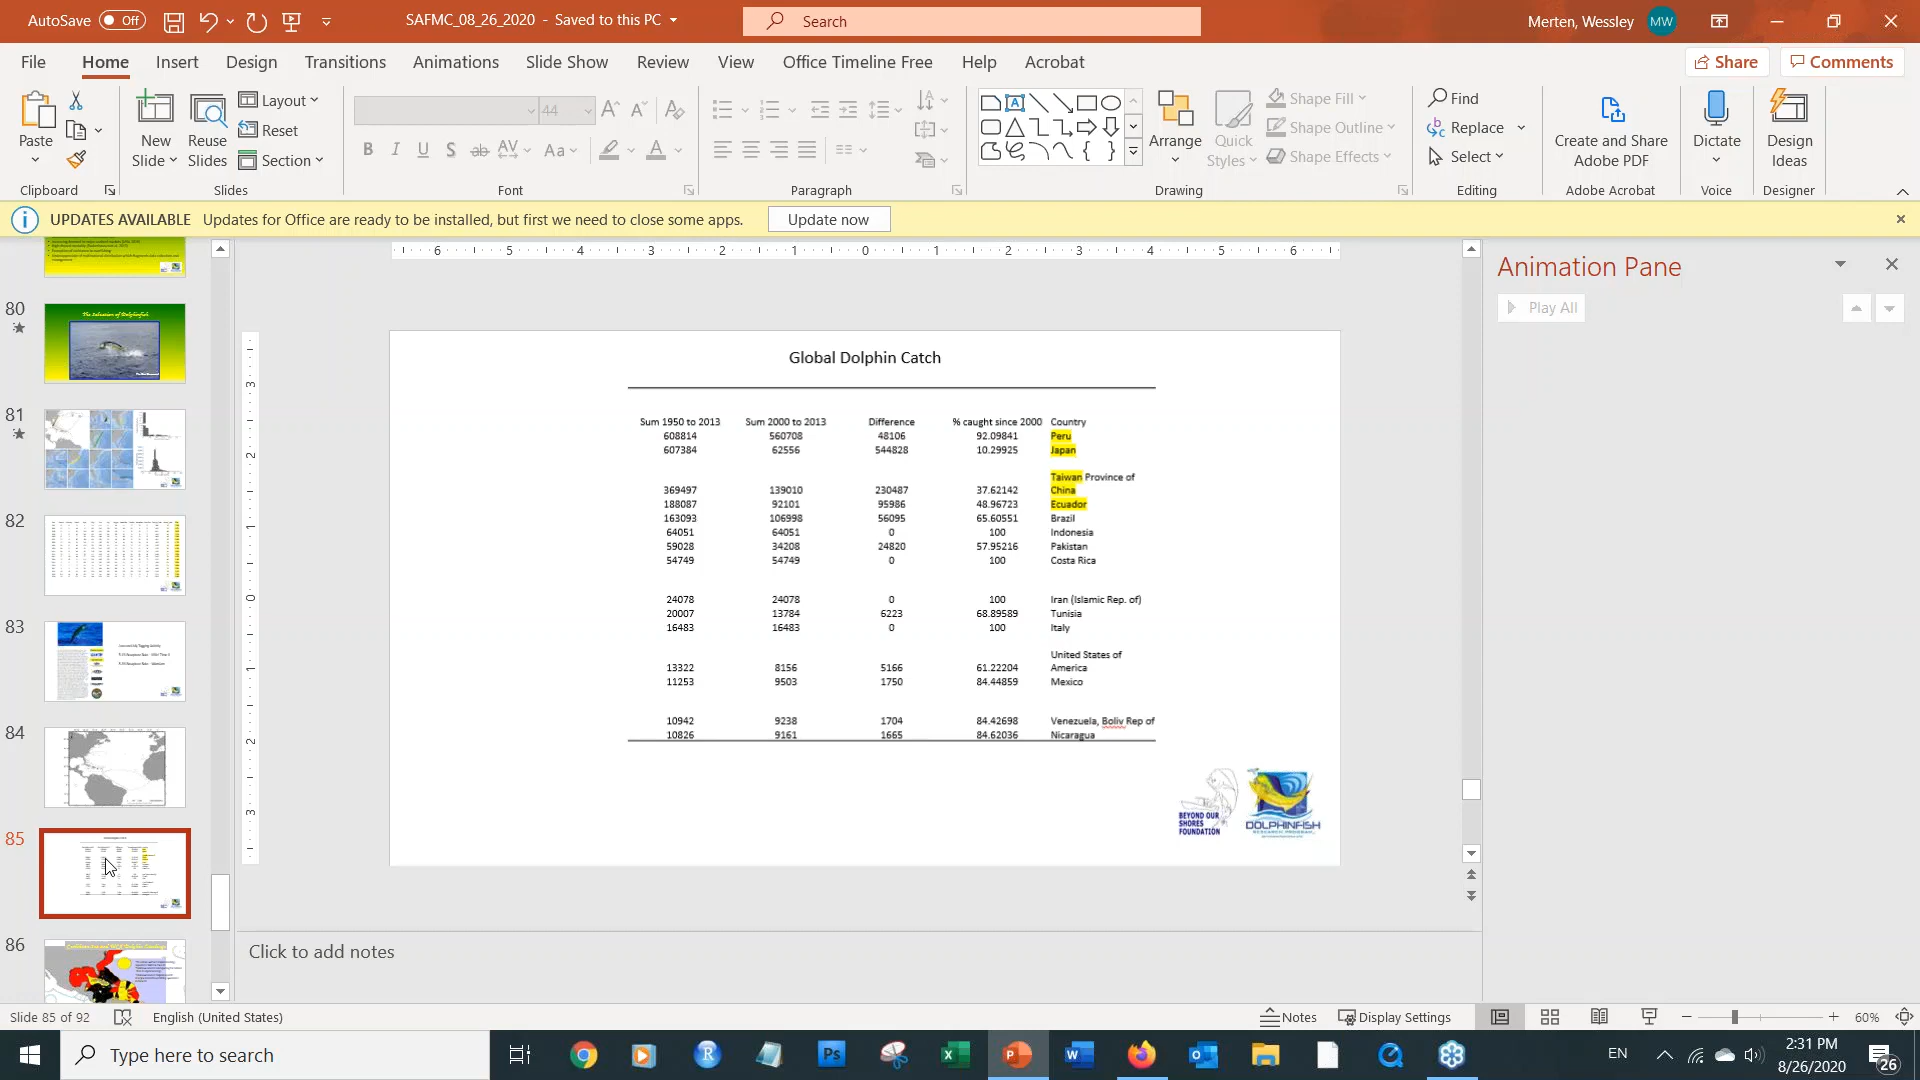 AutoSave Off
SAFMC_08_26_2020 - Saved to this PC
Search
Merten, Wessley MW
File Home Insert Design Transitions Animations Slide Show Review View Office Timeline Free Help Acrobat
Share Comments
Paste
Clipboard
New Slide
Reuse Slides
Layout
Reset
Section
Slides
44
Font
Paragraph
Arrange
Quick Styles
Shape Fill
Shape Outline
Shape Effects
Drawing
Find
Replace
Select
Editing
Create and Share Adobe PDF
Adobe Acrobat
Dictate
Voice
Design Ideas
Designer
UPDATES AVAILABLE Updates for Office are ready to be installed, but first we need to close some apps. Update now
80
The Salvation of Dolphinfish
81
82
83
84
85
86
Global Dolphin Catch
Sum 1950 to 2013 Sum 2000 to 2013 Difference % caught since 2000 Country
608814 560708 48106 92.09841 Peru
607384 62556 544828 10.29925 Japan
Taiwan Province of
369497 139010 230487 37.62142 China
188087 92101 95986 48.96723 Ecuador
163093 106998 56095 65.60551 Brazil
64051 64051 0 100 Indonesia
59028 34208 24820 57.95216 Pakistan
54749 54749 0 100 Costa Rica
24078 24078 0 100 Iran (Islamic Rep. of)
20007 13784 6223 68.89589 Tunisia
16483 16483 0 100 Italy
United States of
13322 8156 5166 61.22204 America
11253 9503 1750 84.44859 Mexico
10942 9238 1704 84.42698 Venezuela, Boliv Rep of
10826 9161 1665 84.62036 Nicaragua
BEYOND OUR
SHORES
FOUNDATION
DOLPHINFISH
RESEARCH PROGRAM
Animation Pane
Play All
Click to add notes
Slide 85 of 92 English (United States)
Notes Display Settings 60%
Type here to search
EN
2:31 PM
8/26/2020
26